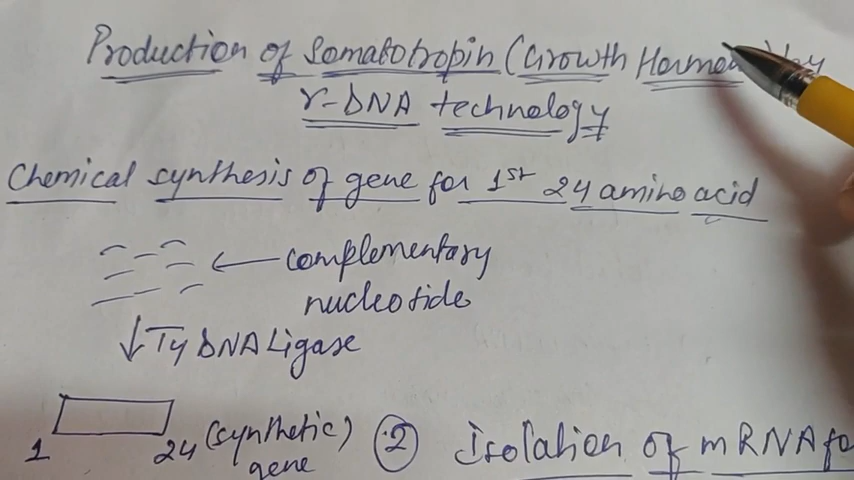 Production of Somatotropin (Growth Hormone) by
r-DNA technology
Chemical synthesis of gene for 1st 24 amino acid
complementary
nucleotide
T4 DNA Ligase
1 24 (synthetic) gene
② Isolation of mRNA fo